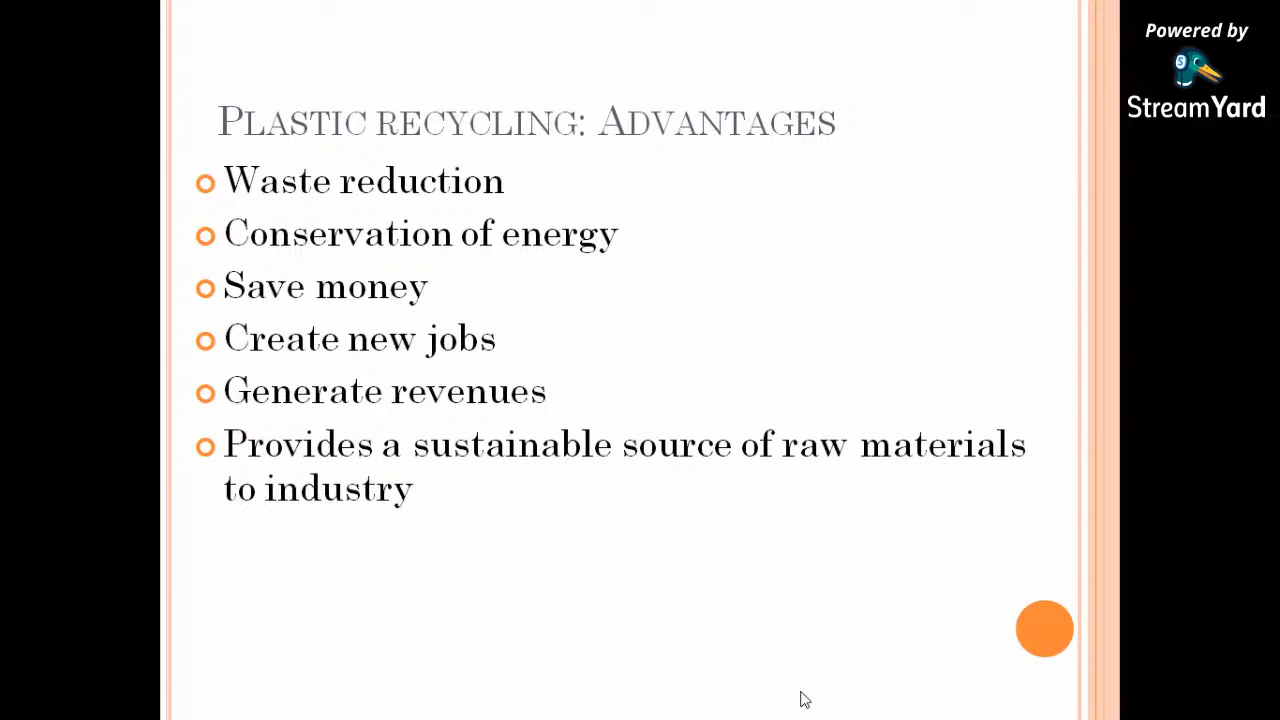 Powered by
StreamYard
PLASTIC RECYCLING: ADVANTAGES
Waste reduction
Conservation of energy
Save money
Create new jobs
Generate revenues
Provides a sustainable source of raw materials
to industry